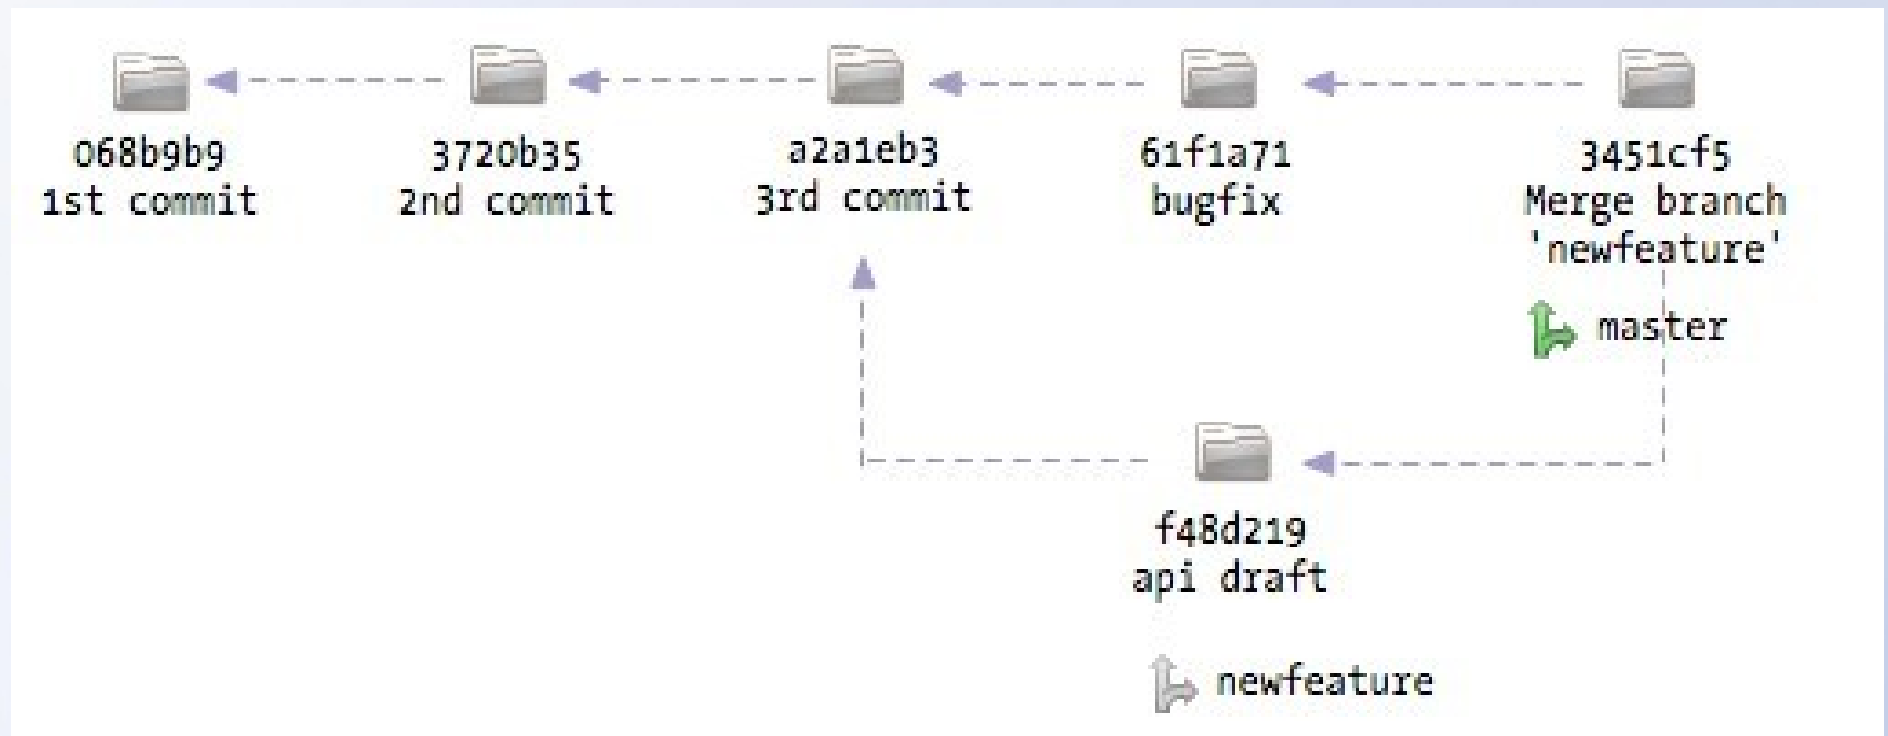 068b9b9
1st commit
3720b35
2nd commit
a2a1eb3
3rd commit
61f1a71
bugfix
3451cf5
Merge branch
'newfeature'
master
f48d219
api draft
newfeature